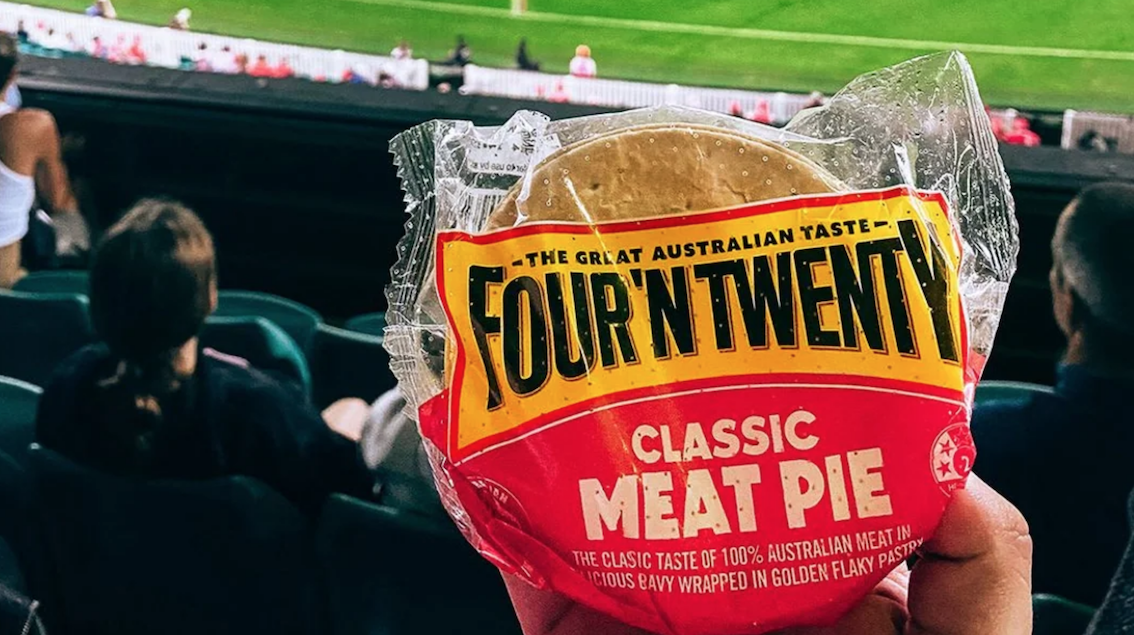 -THE GREAT AUSTRALIAN TASTE-
FOUR'N TWENTY
CLASSIC
MEAT PIE
THE CLASIC TASTE OF 100% AUSTRALIAN MEAT IN
BAVY WRAPPED IN GOLDEN FLAKY PASTRY